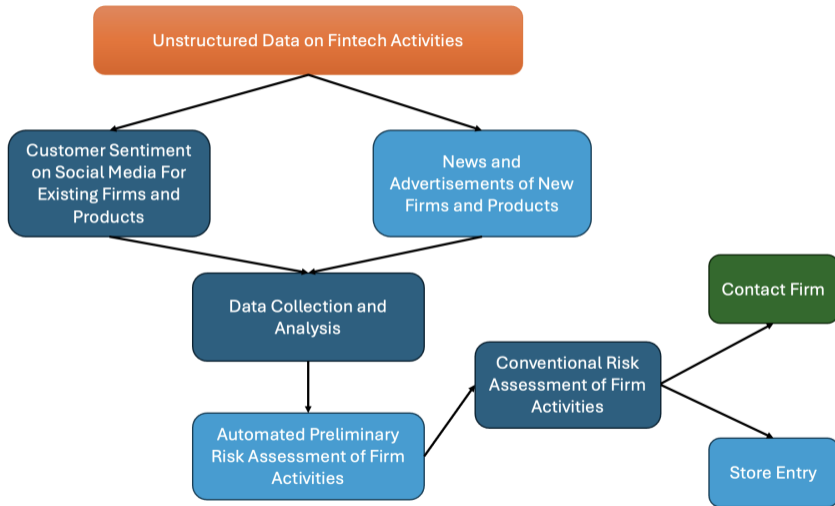 Unstructured Data on Fintech Activities
Customer Sentiment
on Social Media For
Existing Firms and
Products
News and
Advertisements of New
Firms and Products
Data Collection and
Analysis
Contact Firm
Conventional Risk
Assessment of Firm
Activities
Automated Preliminary
Risk Assessment of Firm
Activities
Store Entry